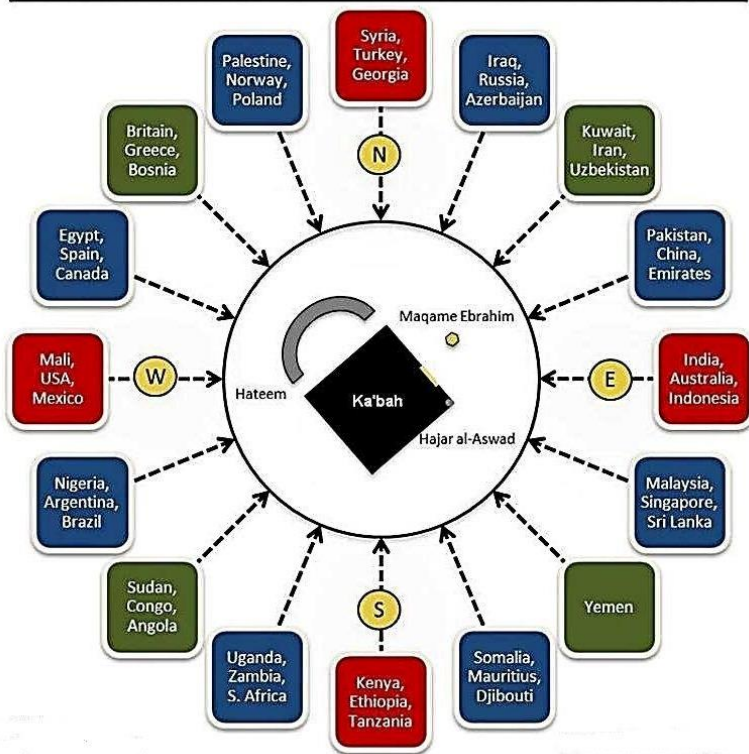 Syria,
Turkey,
Georgia
Iraq,
Russia,
Azerbaijan
Kuwait,
Iran,
Uzbekistan
Pakistan,
China,
Emirates
India,
Australia,
Indonesia
Malaysia,
Singapore,
Sri Lanka
Yemen
Somalia,
Mauritius,
Djibouti
Kenya,
Ethiopia,
Tanzania
Uganda,
Zambia,
S. Africa
Sudan,
Congo,
Angola
Nigeria,
Argentina,
Brazil
Mali,
USA,
Mexico
Egypt,
Spain,
Canada
Britain,
Greece,
Bosnia
Palestine,
Norway,
Poland
N
E
S
W
Maqame Ebrahim
Hateem
Ka'bah
Hajar al-Aswad